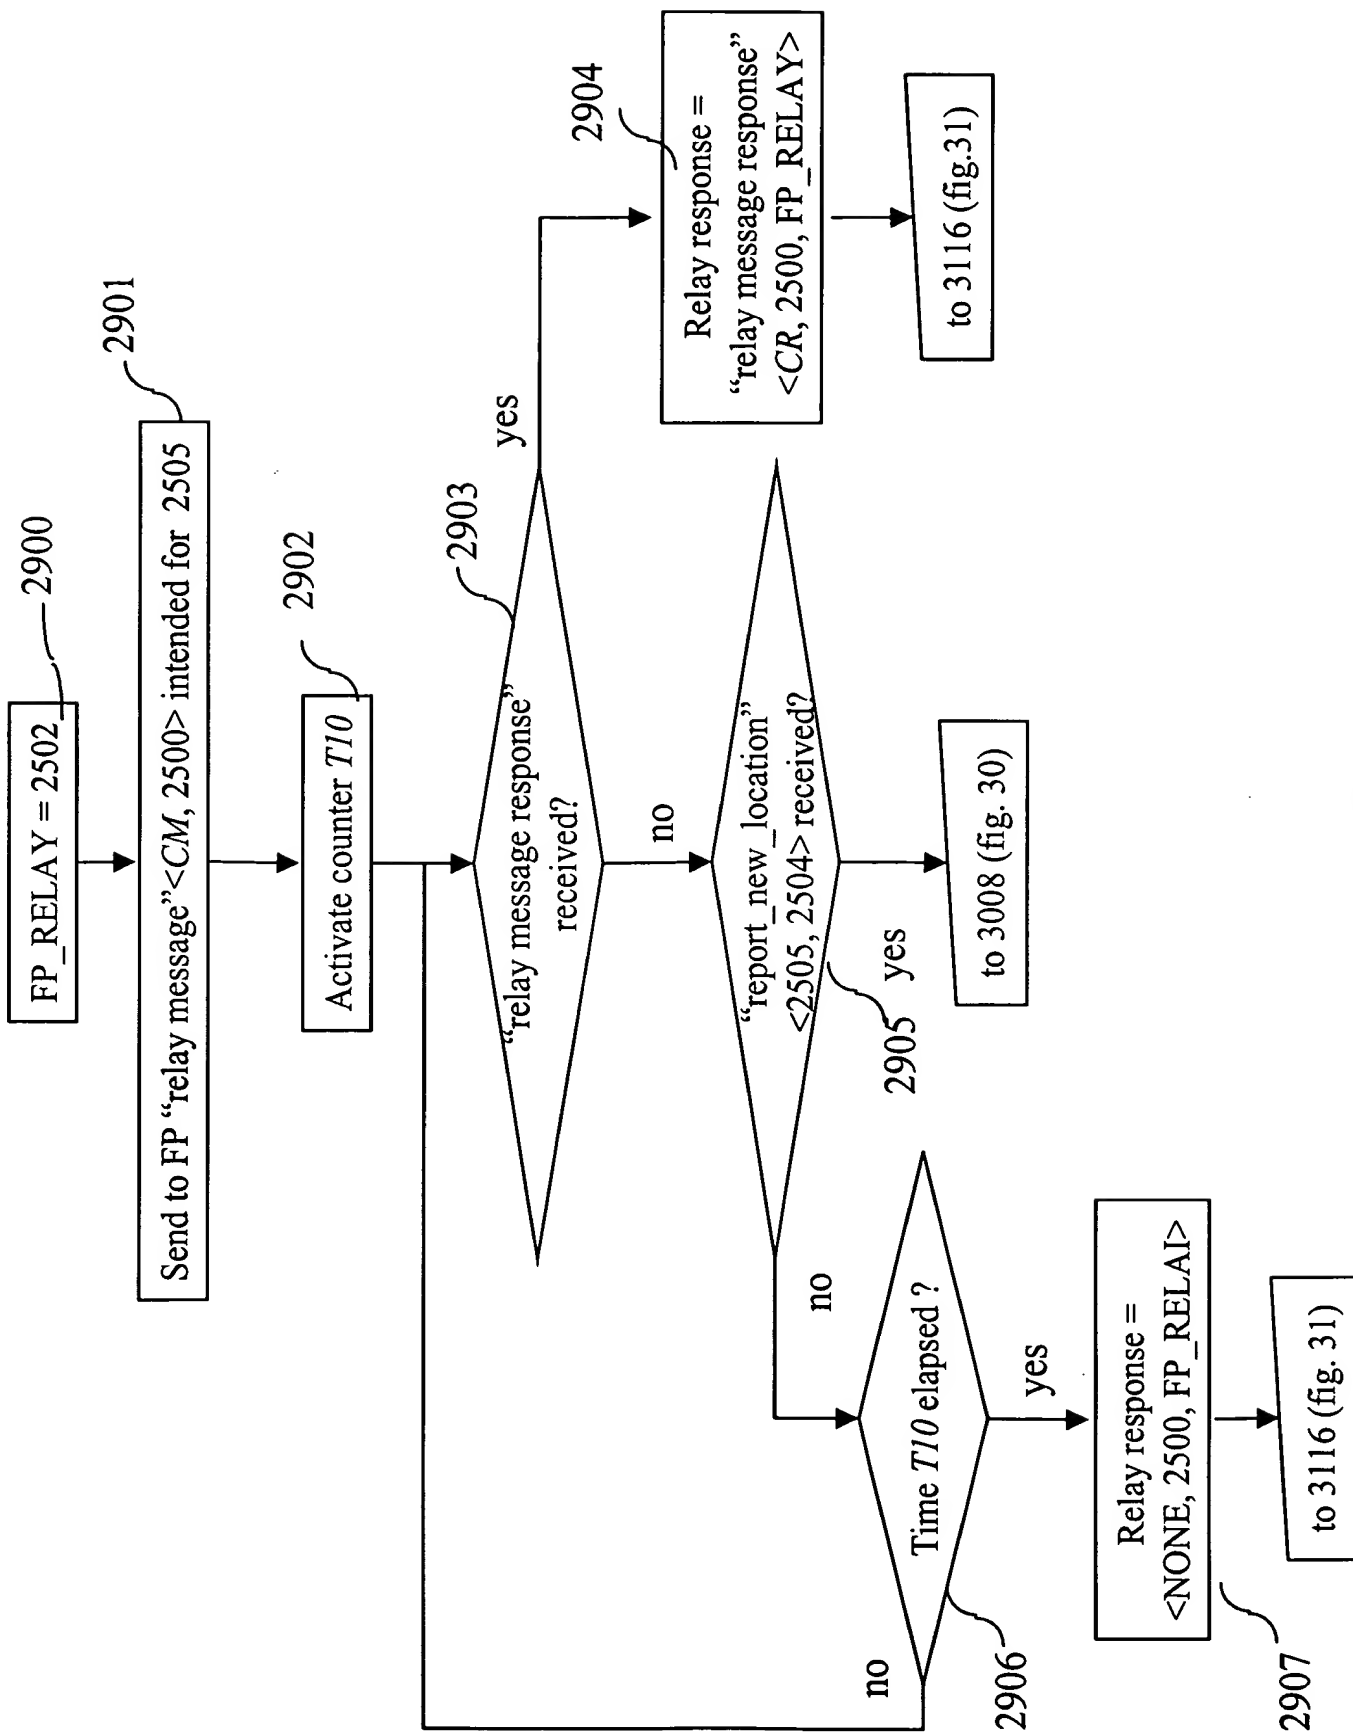 FP_RELAY = 2502
2900
Send to FP “relay message”<CM, 2500> intended for 2505
2901
Activate counter T10
2902
“relay message response”
received?
2903
yes
no
Relay response =
“relay message response”
<CR, 2500, FP_RELAY>
2904
to 3116 (fig.31)
“report_new_location”
<2505, 2504> received?
2905
yes
no
to 3008 (fig. 30)
Time T10 elapsed ?
2906
no
yes
Relay response =
<NONE, 2500, FP_RELAI>
2907
to 3116 (fig. 31)